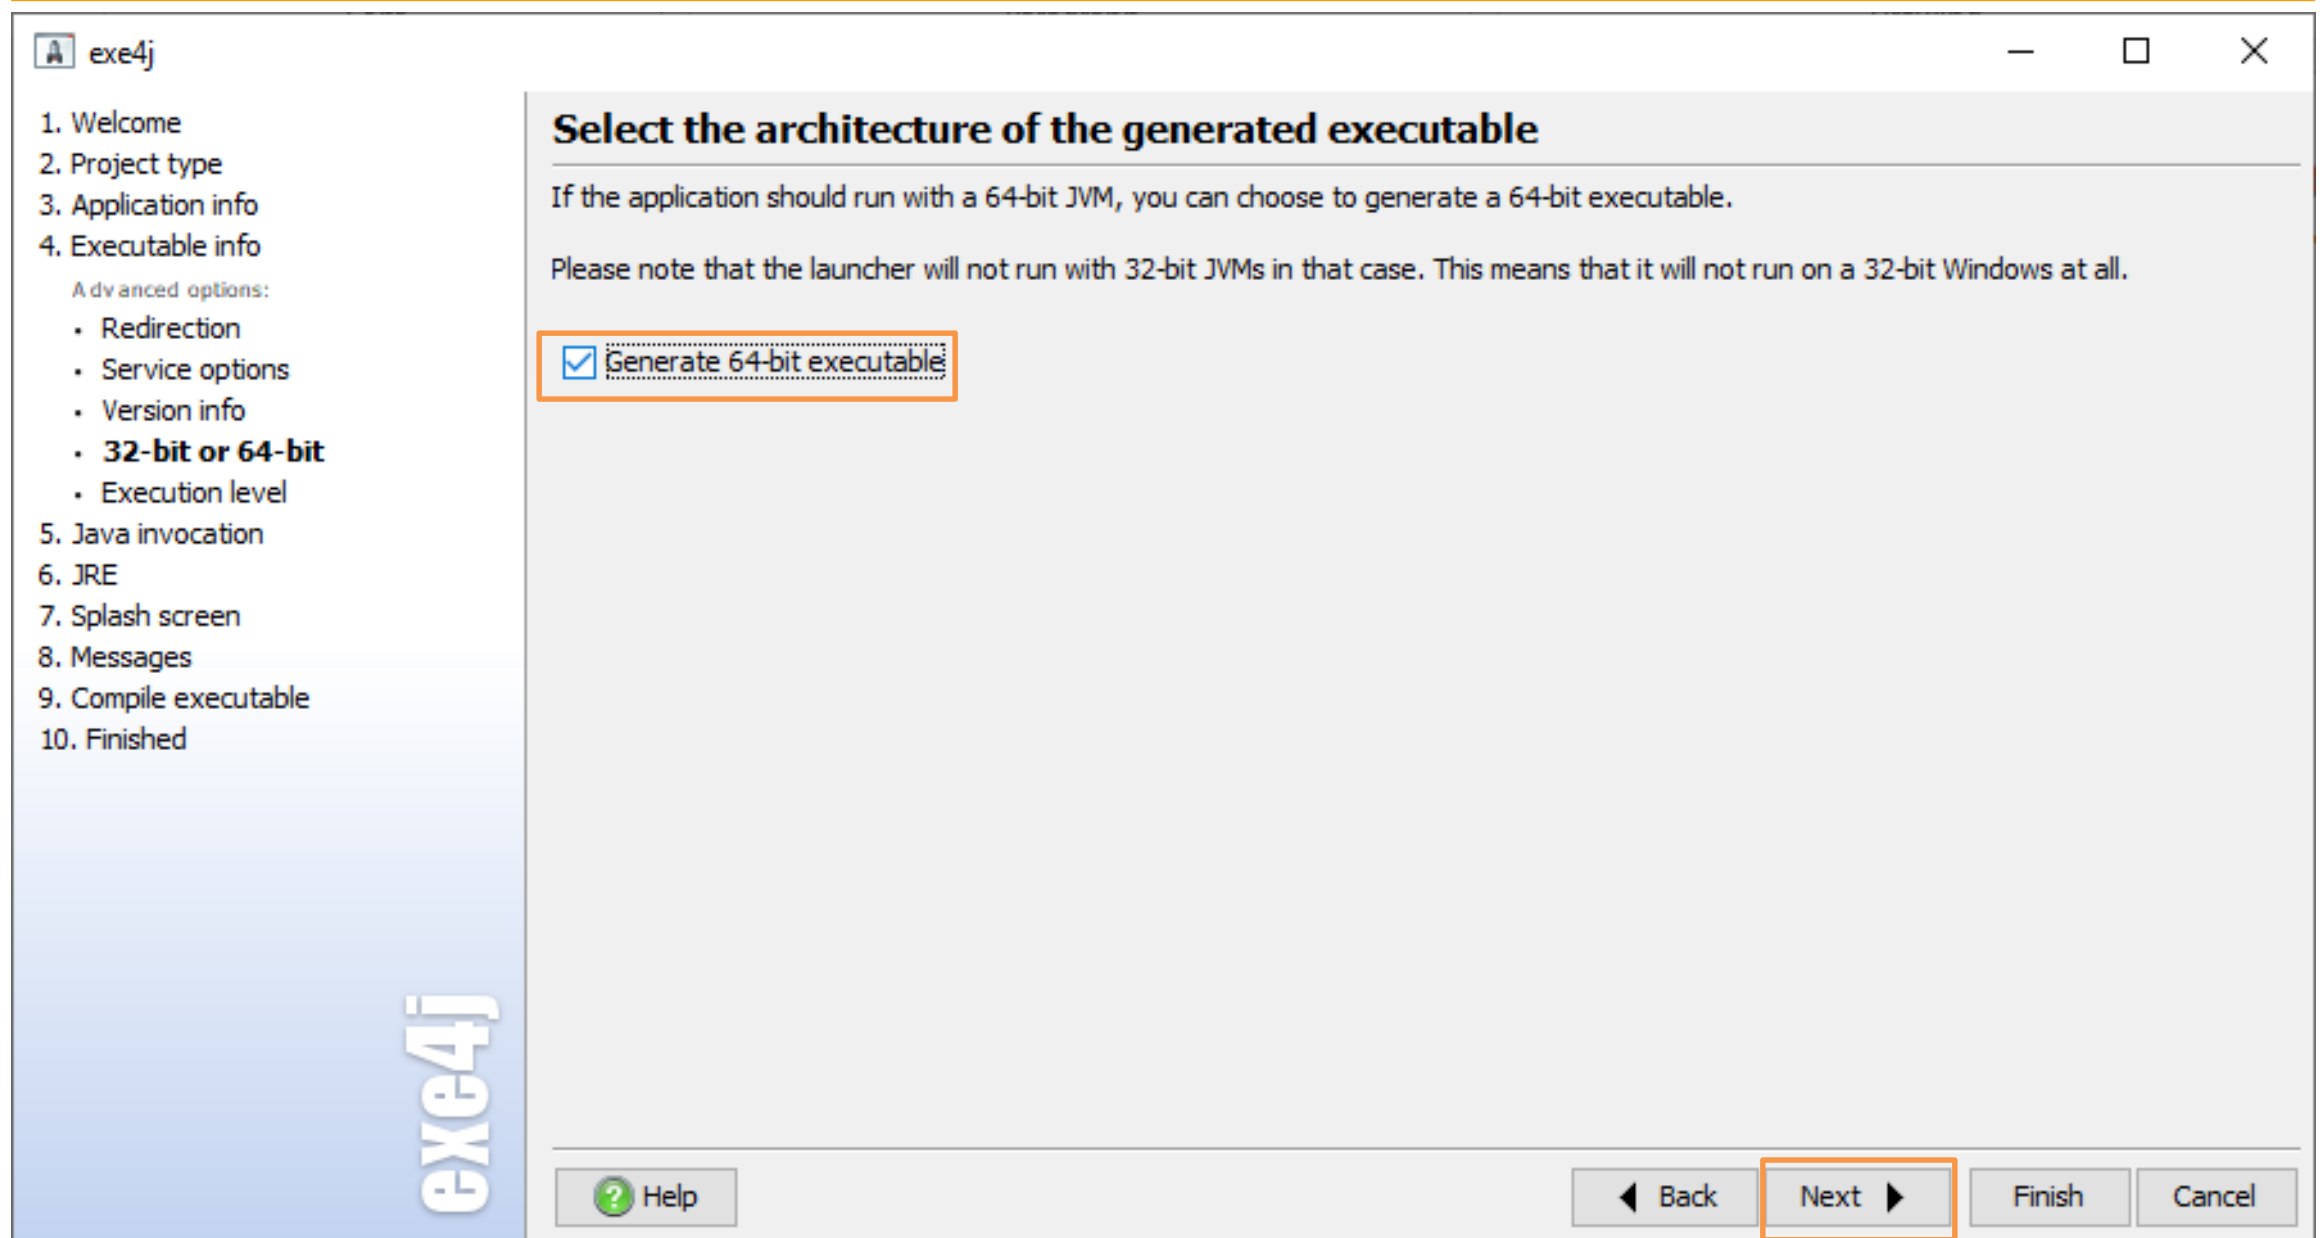 exe4j
1. Welcome
2. Project type
3. Application info
4. Executable info
Advanced options:
· Redirection
· Service options
· Version info
· 32-bit or 64-bit
· Execution level
5. Java invocation
6. JRE
7. Splash screen
8. Messages
9. Compile executable
10. Finished
exe4j
Select the architecture of the generated executable
If the application should run with a 64-bit JVM, you can choose to generate a 64-bit executable.
Please note that the launcher will not run with 32-bit JVMs in that case. This means that it will not run on a 32-bit Windows at all.
Generate 64-bit executable
Help
Back
Next
Finish
Cancel